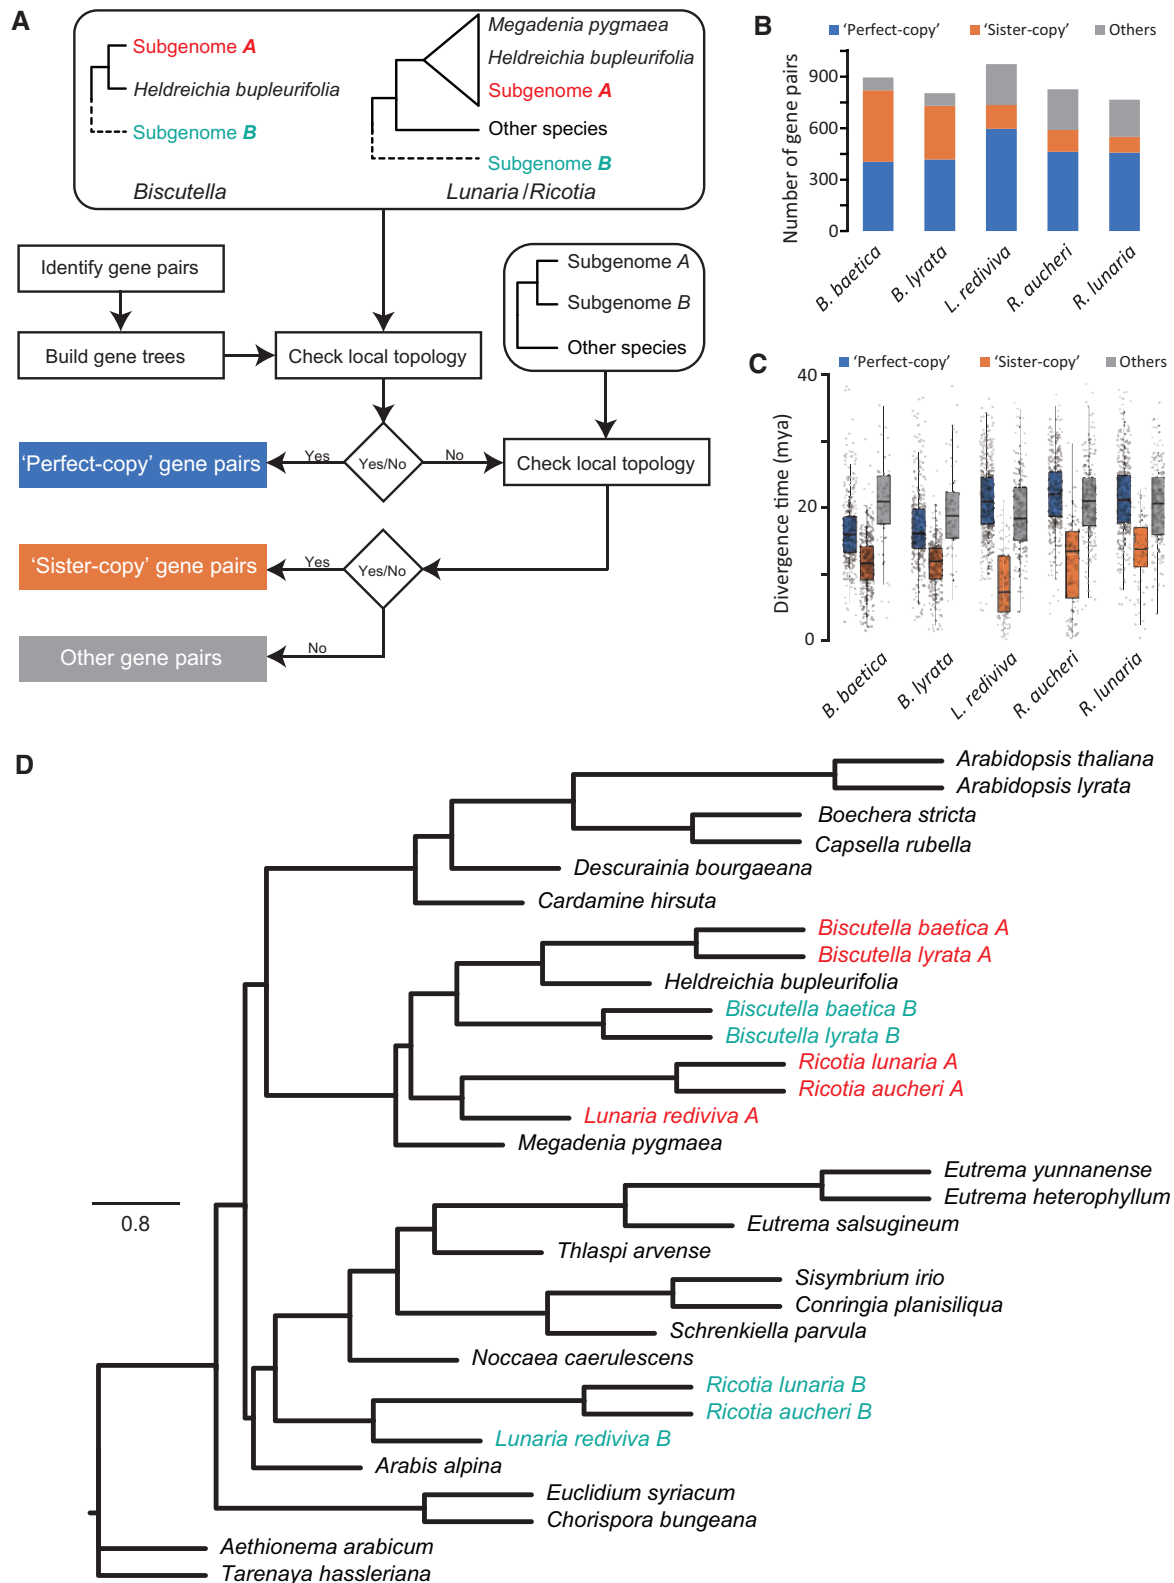 A
Subgenome A
Heldreichia bupleurifolia
Subgenome B
Biscutella
Megadenia pygmaea
Heldreichia bupleurifolia
Subgenome A
Other species
Subgenome B
Lunaria/Ricotia
Identify gene pairs
Build gene trees
Check local topology
Subgenome A
Subgenome B
Other species
'Perfect-copy' gene pairs
Yes
Yes/No
No
Check local topology
'Sister-copy' gene pairs
Yes
Yes/No
Other gene pairs
No
B
'Perfect-copy' 'Sister-copy' Others
Number of gene pairs
900
600
300
0
B. baetica
B. lyrata
L. rediviva
R. aucheri
R. lunaria
C
'Perfect-copy' 'Sister-copy' Others
Divergence time (mya)
40
20
0
B. baetica
B. lyrata
L. rediviva
R. aucheri
R. lunaria
D
Arabidopsis thaliana
Arabidopsis lyrata
Boechera stricta
Capsella rubella
Descurainia bourgaeana
Cardamine hirsuta
Biscutella baetica A
Biscutella lyrata A
Heldreichia bupleurifolia
Biscutella baetica B
Biscutella lyrata B
Ricotia lunaria A
Ricotia aucheri A
Lunaria rediviva A
Megadenia pygmaea
0.8
Eutrema yunnanense
Eutrema heterophyllum
Eutrema salsugineum
Thlaspi arvense
Sisymbrium irio
Conringia planisiliqua
Schrenkiella parvula
Noccaea caerulescens
Ricotia lunaria B
Ricotia aucheri B
Lunaria rediviva B
Arabis alpina
Euclidium syriacum
Chorispora bungeana
Aethionema arabicum
Tarenaya hassleriana